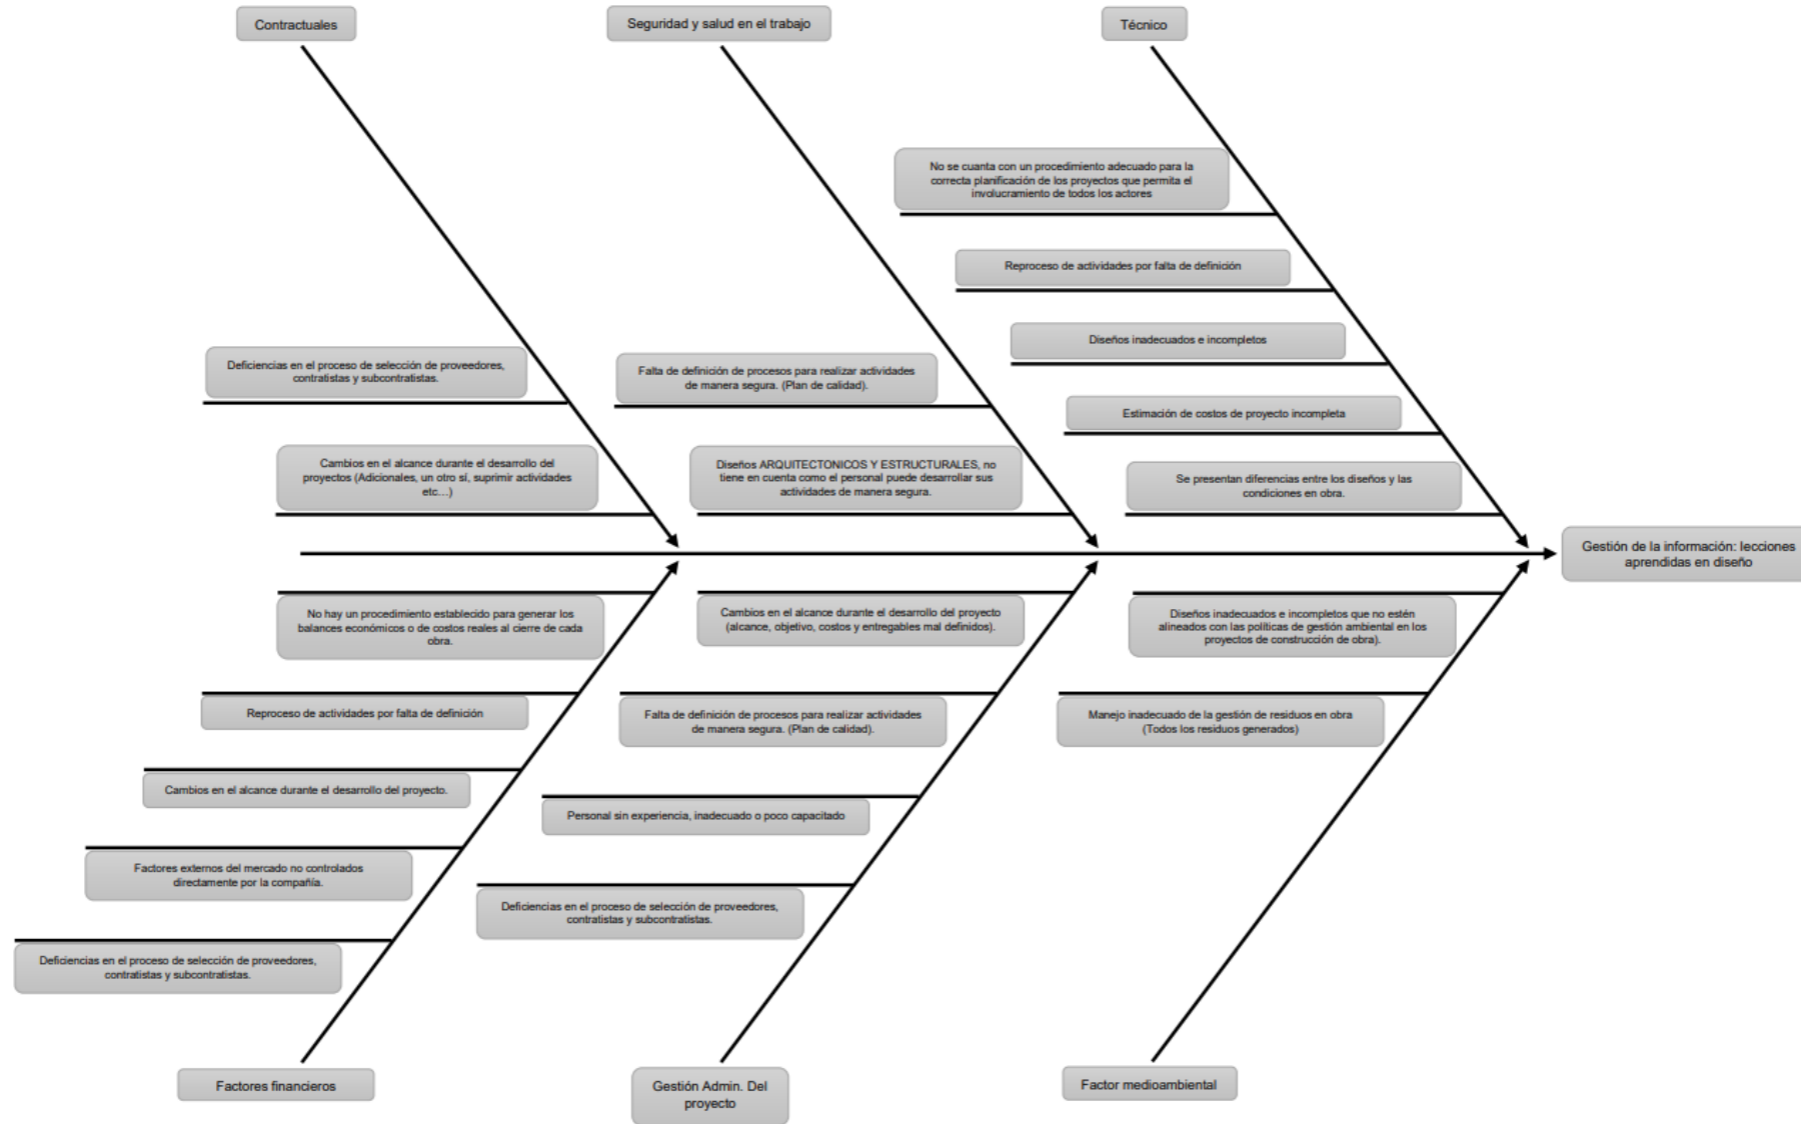 Contractuales
Seguridad y salud en el trabajo
Técnico
No se cuanta con un procedimiento adecuado para la
correcta planificación de los proyectos que permita el
involucramiento de todos los actores
Reproceso de actividades por falta de definición
Diseños inadecuados e incompletos
Estimación de costos de proyecto incompleta
Se presentan diferencias entre los diseños y las
condiciones en obra.
Deficiencias en el proceso de selección de proveedores,
contratistas y subcontratistas.
Cambios en el alcance durante el desarrollo del
proyectos (Adicionales, un otro sí, suprimir actividades
etc...)
Falta de definición de procesos para realizar actividades
de manera segura. (Plan de calidad).
Diseños ARQUITECTONICOS Y ESTRUCTURALES, no
tiene en cuenta como el personal puede desarrollar sus
actividades de manera segura.
Gestión de la información: lecciones
aprendidas en diseño
No hay un procedimiento establecido para generar los
balances económicos o de costos reales al cierre de cada
obra.
Reproceso de actividades por falta de definición
Cambios en el alcance durante el desarrollo del proyecto.
Factores externos del mercado no controlados
directamente por la compañía.
Deficiencias en el proceso de selección de proveedores,
contratistas y subcontratistas.
Cambios en el alcance durante el desarrollo del proyecto
(alcance, objetivo, costos y entregables mal definidos).
Falta de definición de procesos para realizar actividades
de manera segura. (Plan de calidad).
Personal sin experiencia, inadecuado o poco capacitado
Deficiencias en el proceso de selección de proveedores,
contratistas y subcontratistas.
Diseños inadecuados e incompletos que no estén
alineados con las políticas de gestión ambiental en los
proyectos de construcción de obra).
Manejo inadecuado de la gestión de residuos en obra
(Todos los residuos generados)
Factores financieros
Gestión Admin. Del
proyecto
Factor medioambiental